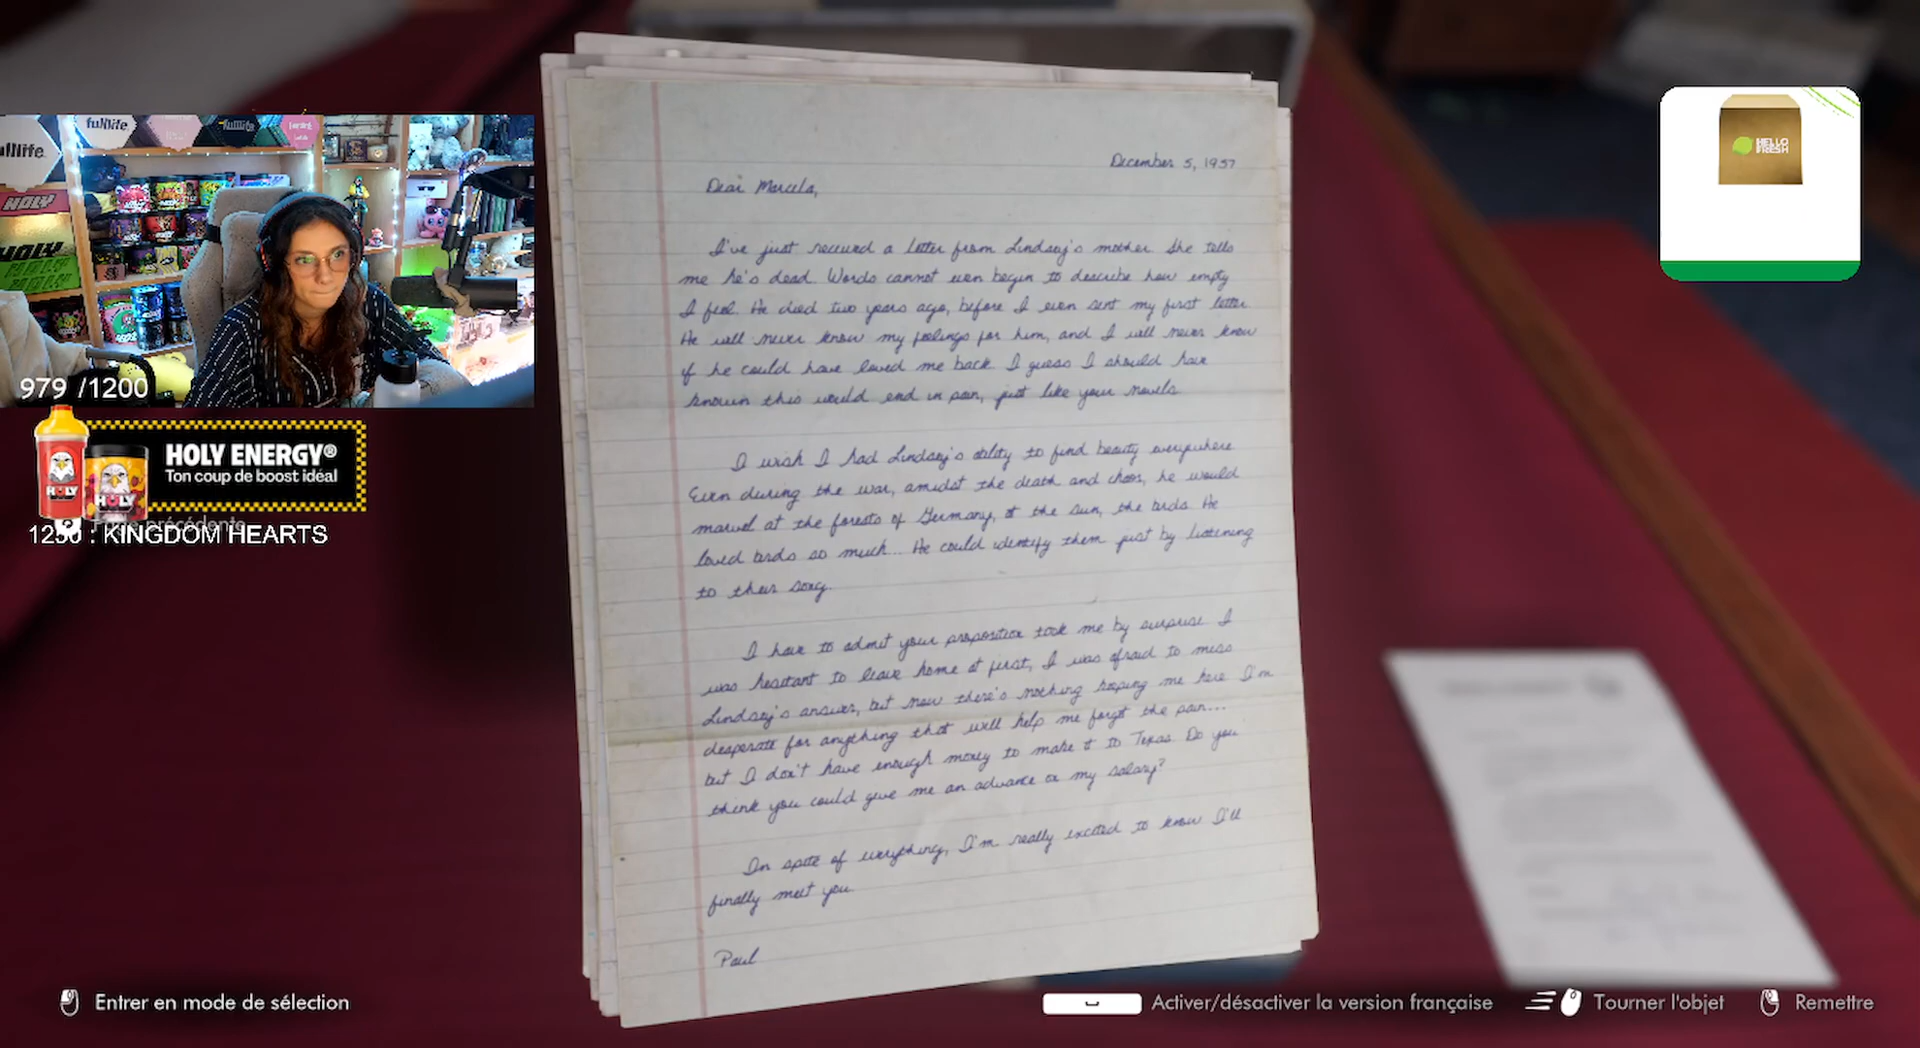 December 5, 1957
Dear Marcela,
I've just received a letter from Lindsay's mother. She tells
me he's dead. Words cannot even begin to describe how empty
I feel. He died two years ago, before I even sent my first letter.
He will never know my feelings for him, and I will never know
if he could have loved me back. I guess I should have
known this would end in pain, just like your novels.
I wish I had Lindsay's ability to find beauty everywhere.
Even during the war, amidst the death and chaos, he would
marvel at the forests of Germany, at the sun, the birds. He
loved birds so much... He could identify them just by listening
to their song.
I have to admit your proposition took me by surprise. I
was hesitant to leave home at first, I was afraid to miss
Lindsay's answer, but now there's nothing keeping me here. I'm
desperate for anything that will help me forget the pain...
but I don't have enough money to make it to Texas. Do you
think you could give me an advance on my salary?
In spite of everything, I'm really excited to know I'll
finally meet you.
Paul
HELLO
FRESH
fulllife
HOLY
979 /1200
HOLY ENERGY®
Ton coup de boost idéal
HOLY
HOLY
précédente
1250 : KINGDOM HEARTS
Entrer en mode de sélection
Activer/désactiver la version française
Tourner l'objet
Remettre